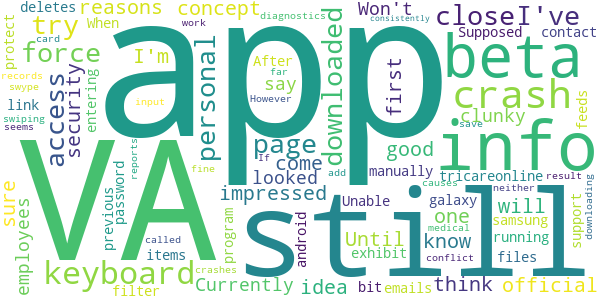 deletes reasons concept Won't closeI've
protect card work When try app diagnostics Supposed contact
force I'm consistently beta
records swype After However far say first crash
link entering access security personal downloaded clunky feeds
swiping seems input page good info
If come manually tricareonline
sure VA looked add neither result
previous password reports fine impressed Unable causes save
employees called android galaxy one will samsung support downloading
items program still Until know medical running
keyboard crashes exhibit conflict files
filter Currently idea bit emails think official